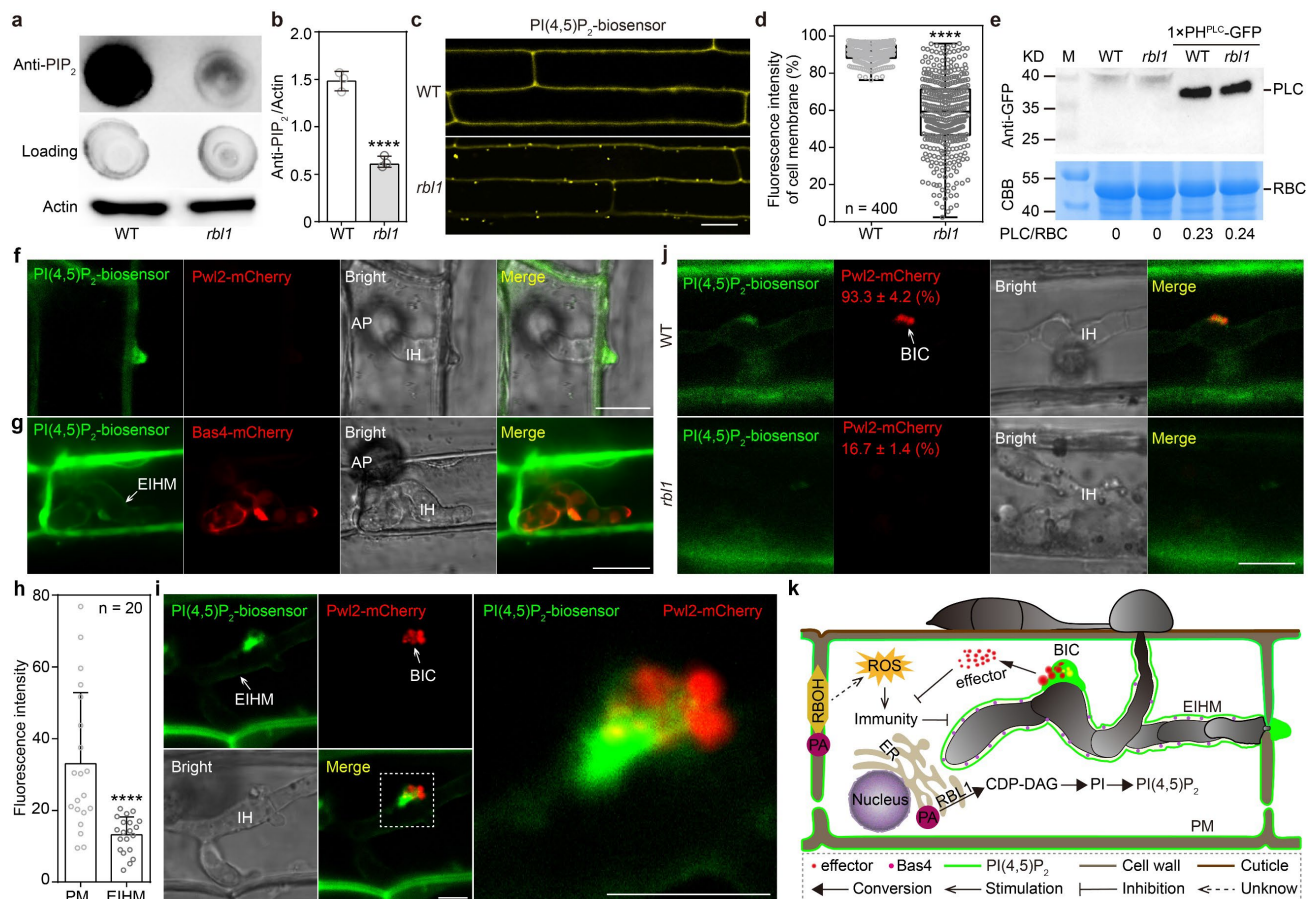 a
Anti-PIP2
Loading
Actin
WT rbl1
b
Anti-PIP2/Actin
2.0
1.5
1.0
0.5
0
****
WT rbl1
c
PI(4,5)P2-biosensor
WT
rbl1
d
Fluorescence intensity
of cell membrane (%)
100
80
60
40
20
0
****
n = 400
WT rbl1
e
1×PHPLC-GFP
KD M WT rbl1 WT rbl1
Anti-GFP
40
35
25
PLC
CBB
55
40
RBC
PLC/RBC 0 0 0.23 0.24
f
PI(4,5)P2-biosensor Pwl2-mCherry Bright Merge
AP
IH
g
PI(4,5)P2-biosensor Bas4-mCherry Bright Merge
EIHM
AP
IH
j
WT
PI(4,5)P2-biosensor Pwl2-mCherry Bright Merge
93.3 ± 4.2 (%)
BIC
IH
rbl1
PI(4,5)P2-biosensor Pwl2-mCherry Bright Merge
16.7 ± 1.4 (%)
IH
h
Fluorescence intensity
80
60
40
20
0
n = 20
****
PM EIHM
i
PI(4,5)P2-biosensor Pwl2-mCherry
EIHM
BIC
Bright Merge
IH
PI(4,5)P2-biosensor Pwl2-mCherry
k
BIC
ROS
effector
RBOH
Immunity
EIHM
PA
ER
Nucleus
RBL1
PA
CDP-DAG PI PI(4,5)P2
PM
effector Bas4 PI(4,5)P2 Cell wall Cuticle
Conversion Stimulation Inhibition Unknow